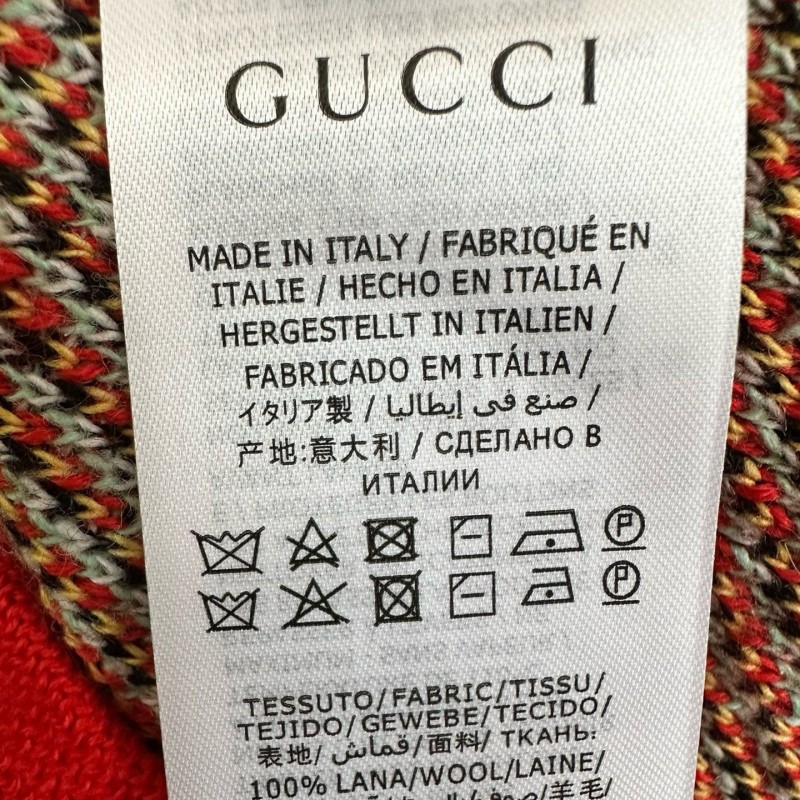 GUCCI
MADE IN ITALY / FABRIQUÉ EN
ITALIE / HECHO EN ITALIA /
HERGESTELLT IN ITALIEN /
FABRICADO EM ITÁLIA /
イタリア製 / صنع في إيطاليا /
产地:意大利 / СДЕЛАНО В
ИТАЛИИ
P
P
TESSUTO/FABRIC/TISSU/
TEJIDO/GEWEBE/TECIDO/
表地/ قماش/面料/ ТКАНЬ:
100% LANA/WOOL/LAINE/
羊毛/